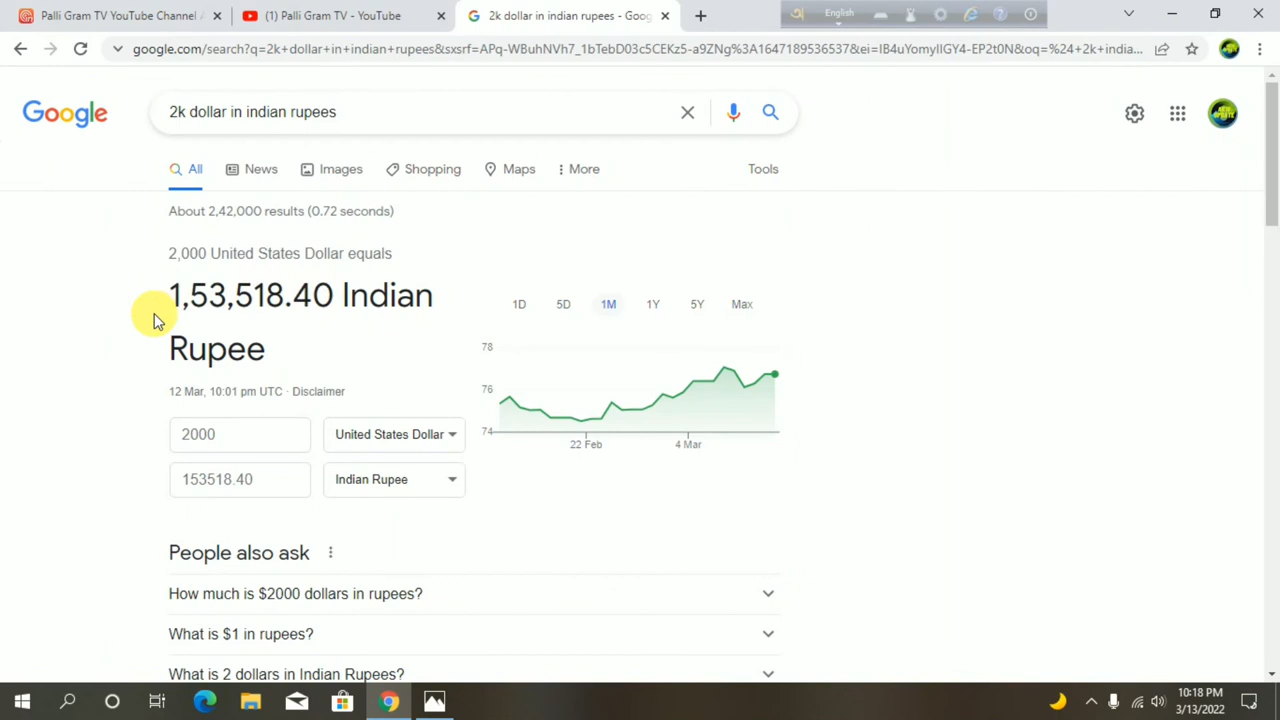 Palli Gram TV YouTube Channel A
(1) Palli Gram TV - YouTube
2k dollar in indian rupees - Goog
English
google.com/search?q=2k+dollar+in+indian+rupees&sxsrf=APq-WBuhNVh7_1bTebD03c5CEKz5-a9ZNg%3A1647189536537&ei=IB4uYomylIGY4-EP2t0N&oq=%24+2k+india...
Google
2k dollar in indian rupees
All
News
Images
Shopping
Maps
More
Tools
About 2,42,000 results (0.72 seconds)
2,000 United States Dollar equals
1,53,518.40 Indian
Rupee
12 Mar, 10:01 pm UTC · Disclaimer
2000
United States Dollar
153518.40
Indian Rupee
1D
5D
1M
1Y
5Y
Max
78
76
74
22 Feb
4 Mar
People also ask
How much is $2000 dollars in rupees?
What is $1 in rupees?
What is 2 dollars in Indian Rupees?
10:18 PM
3/13/2022